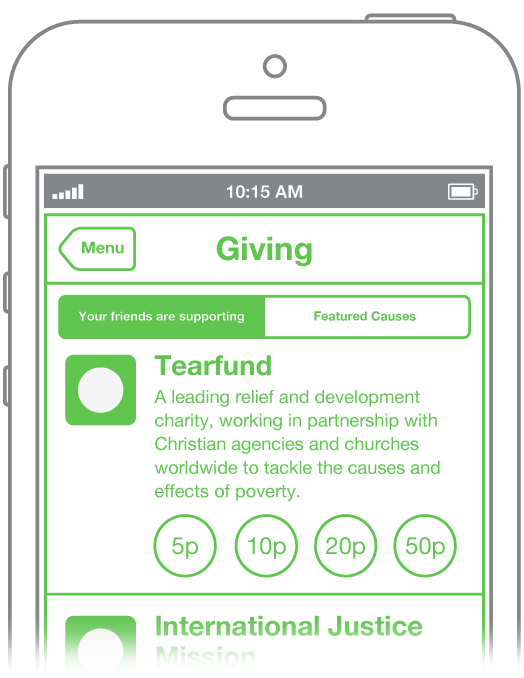 10:15 AM
Menu
Giving
Your friends are supporting
Featured Causes
Tearfund
A leading relief and development
charity, working in partnership with
Christian agencies and churches
worldwide to tackle the causes and
effects of poverty.
5p 10p 20p 50p
International Justice
Mission